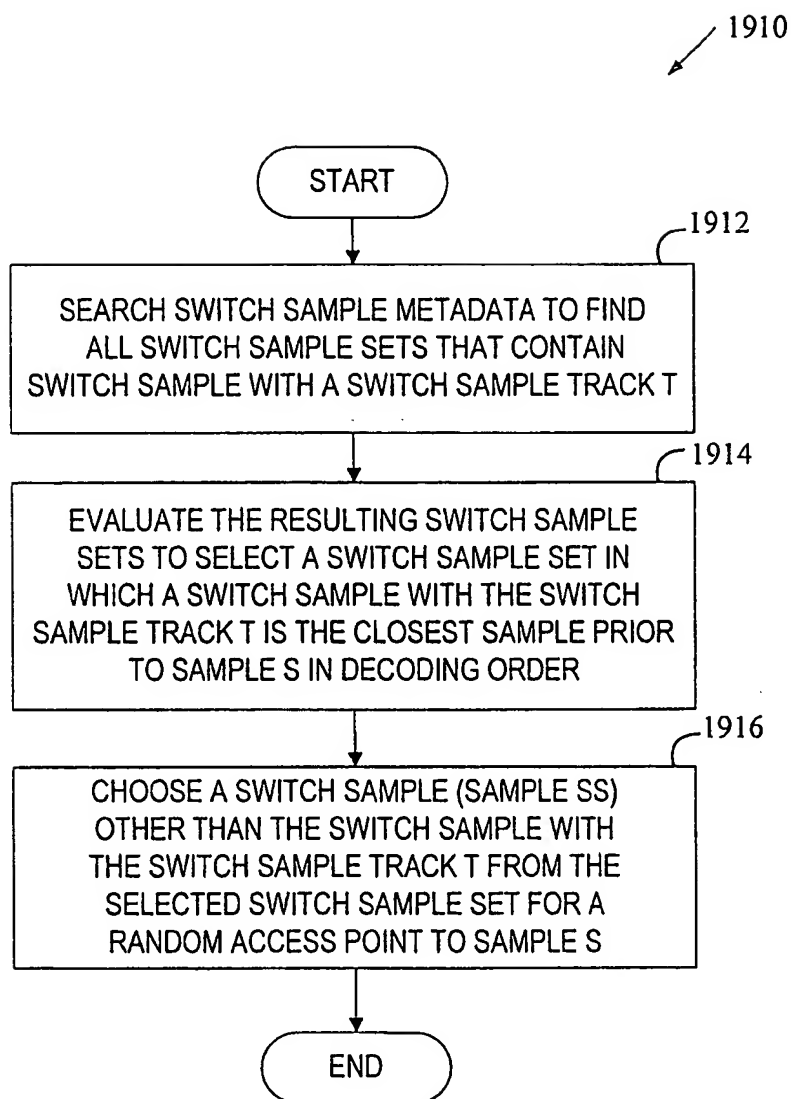 1910
START
1912
SEARCH SWITCH SAMPLE METADATA TO FIND
ALL SWITCH SAMPLE SETS THAT CONTAIN
SWITCH SAMPLE WITH A SWITCH SAMPLE TRACK T
1914
EVALUATE THE RESULTING SWITCH SAMPLE
SETS TO SELECT A SWITCH SAMPLE SET IN
WHICH A SWITCH SAMPLE WITH THE SWITCH
SAMPLE TRACK T IS THE CLOSEST SAMPLE PRIOR
TO SAMPLE S IN DECODING ORDER
1916
CHOOSE A SWITCH SAMPLE (SAMPLE SS)
OTHER THAN THE SWITCH SAMPLE WITH
THE SWITCH SAMPLE TRACK T FROM THE
SELECTED SWITCH SAMPLE SET FOR A
RANDOM ACCESS POINT TO SAMPLE S
END